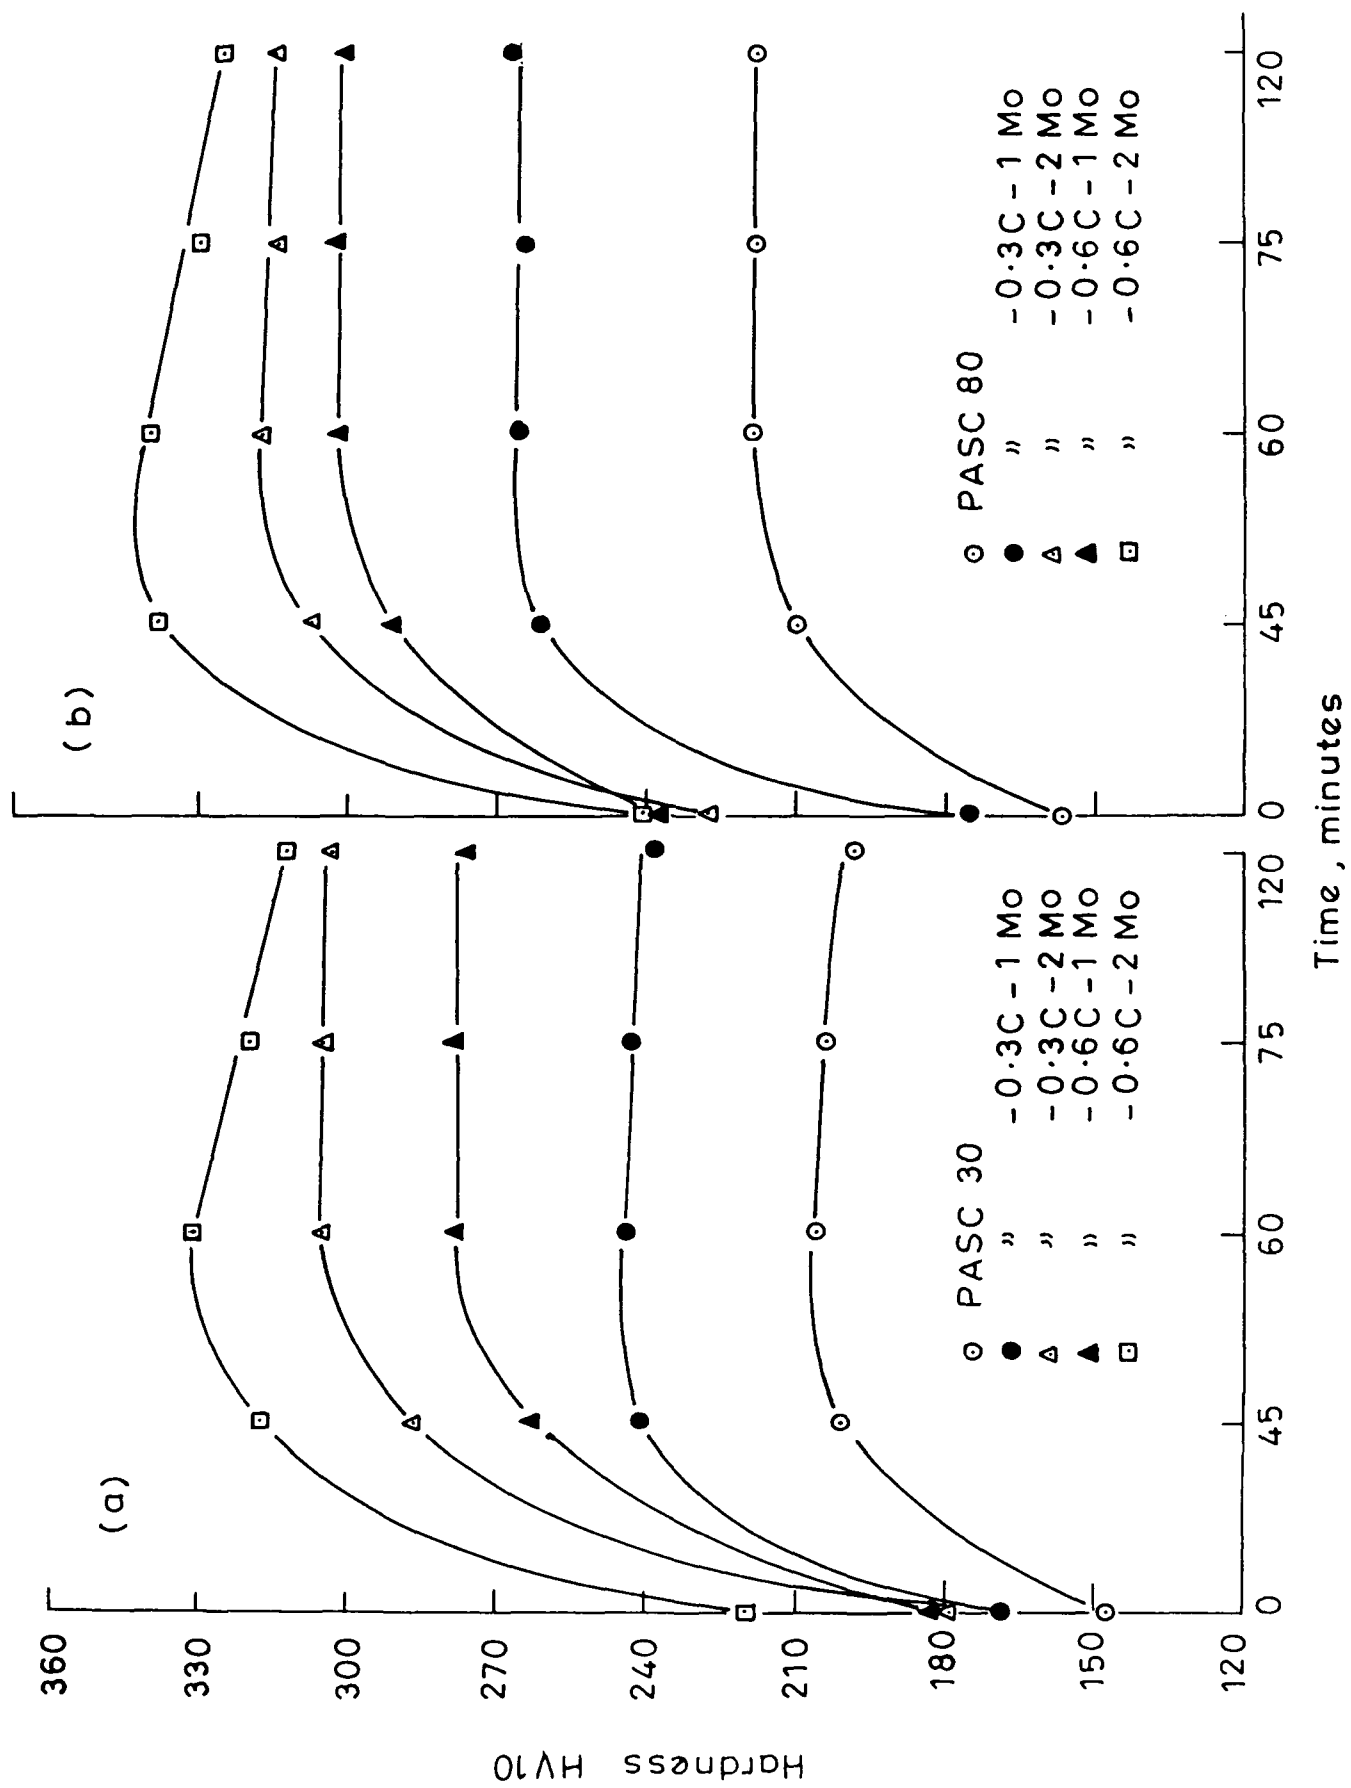 (a)
(b)
Hardness HV10
360
330
300
270
240
210
180
150
120
0 45 60 75 120
0 45 60 75 120
Time, minutes
⊙ PASC 30
● " -0·3C-1 Mo
△ " -0·3C-2 Mo
▲ " -0·6C-1 Mo
⊡ " -0·6C-2 Mo
⊙ PASC 80
● " -0·3C-1 Mo
△ " -0·3C-2 Mo
▲ " -0·6C-1 Mo
⊡ " -0·6C-2 Mo